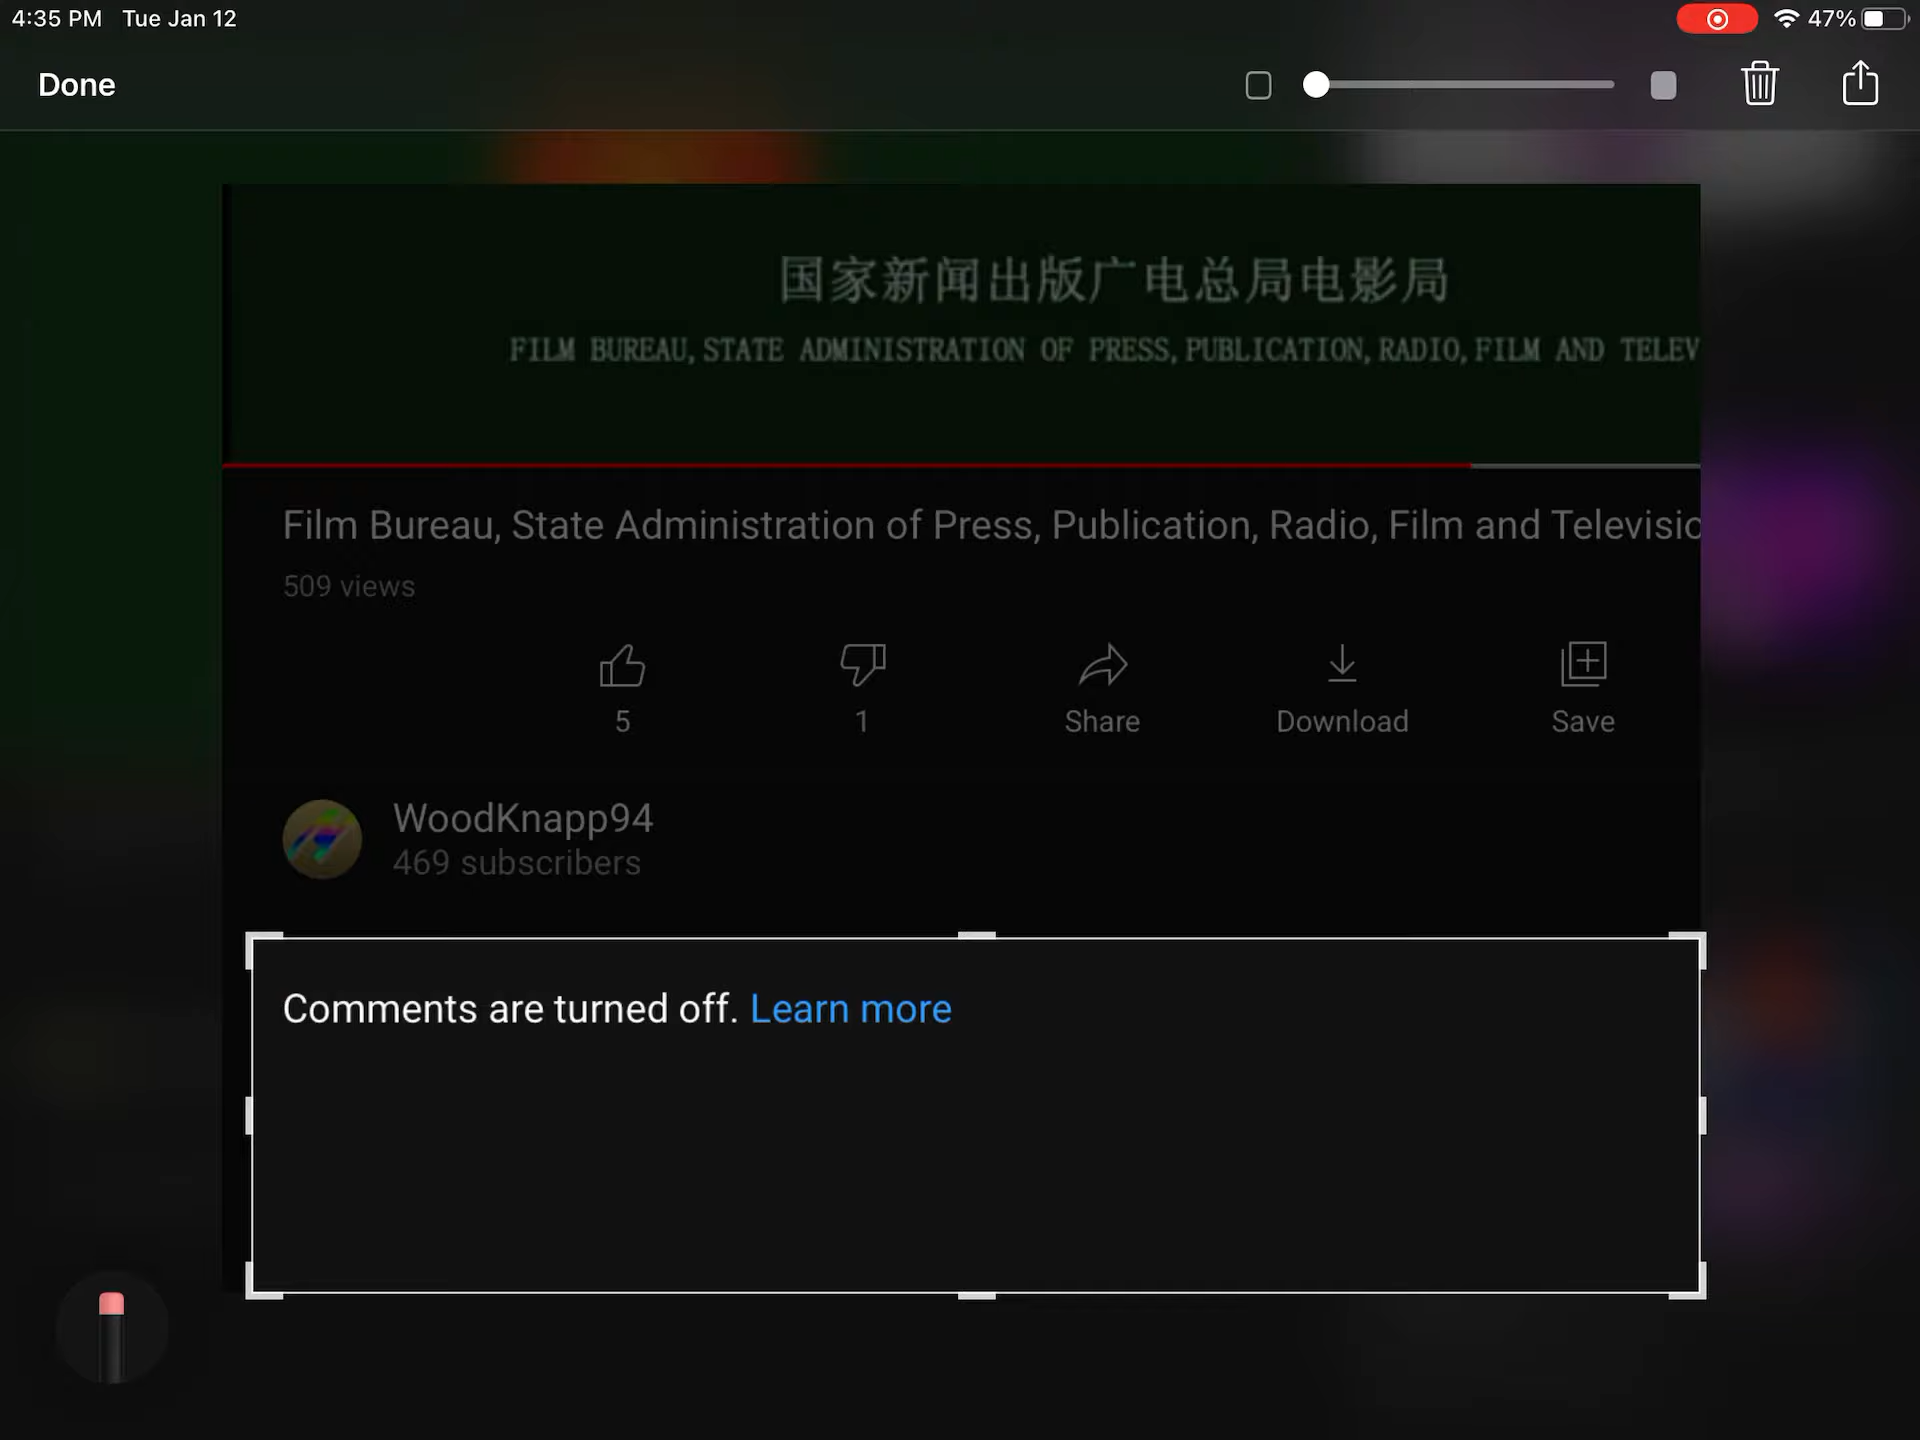 4:35 PM Tue Jan 12
47%
Done
国家新闻出版广电总局电影局
FILM BUREAU,STATE ADMINISTRATION OF PRESS,PUBLICATION,RADIO,FILM AND TELEV
Film Bureau, State Administration of Press, Publication, Radio, Film and Televisio
509 views
5
1
Share
Download
Save
WoodKnapp94
469 subscribers
Comments are turned off. Learn more